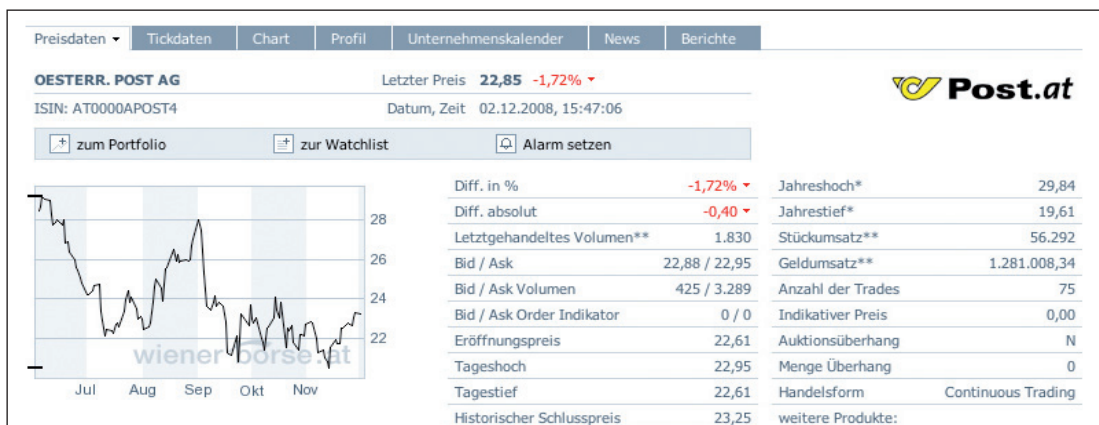 Preisdaten Tickdaten Chart Profil Unternehmenskalender News Berichte
OESTERR. POST AG Letzter Preis 22,85 -1,72%
ISIN: AT0000APOST4 Datum, Zeit 02.12.2008, 15:47:06
Post.at
zum Portfolio zur Watchlist Alarm setzen
28
26
24
22
wienerbörse.at
Jul Aug Sep Okt Nov
Diff. in % -1,72%
Diff. absolut -0,40
Letztgehandeltes Volumen** 1.830
Bid / Ask 22,88 / 22,95
Bid / Ask Volumen 425 / 3.289
Bid / Ask Order Indikator 0 / 0
Eröffnungspreis 22,61
Tageshoch 22,95
Tagestief 22,61
Historischer Schlusspreis 23,25
Jahreshoch* 29,84
Jahrestief* 19,61
Stückumsatz** 56.292
Geldumsatz** 1.281.008,34
Anzahl der Trades 75
Indikativer Preis 0,00
Auktionsüberhang N
Menge Überhang 0
Handelsform Continuous Trading
weitere Produkte: